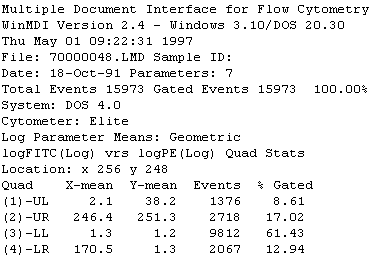 Multiple Document Interface for Flow Cytometry
WinMDI Version 2.4 - Windows 3.10/DOS 20.30
Thu May 01 09:22:31 1997
File: 70000048.LMD Sample ID:
Date: 18-Oct-91 Parameters: 7
Total Events 15973 Gated Events 15973  100.00%
System: DOS 4.0
Cytometer: Elite
Log Parameter Means: Geometric
logFITC(Log) vrs logPE(Log) Quad Stats
Location: x 256 y 248
Quad    X-mean  Y-mean  Events  % Gated
(1)-UL     2.1    38.2    1376     8.61
(2)-UR   246.4   251.3    2718    17.02
(3)-LL     1.3     1.2    9812    61.43
(4)-LR   170.5     1.3    2067    12.94